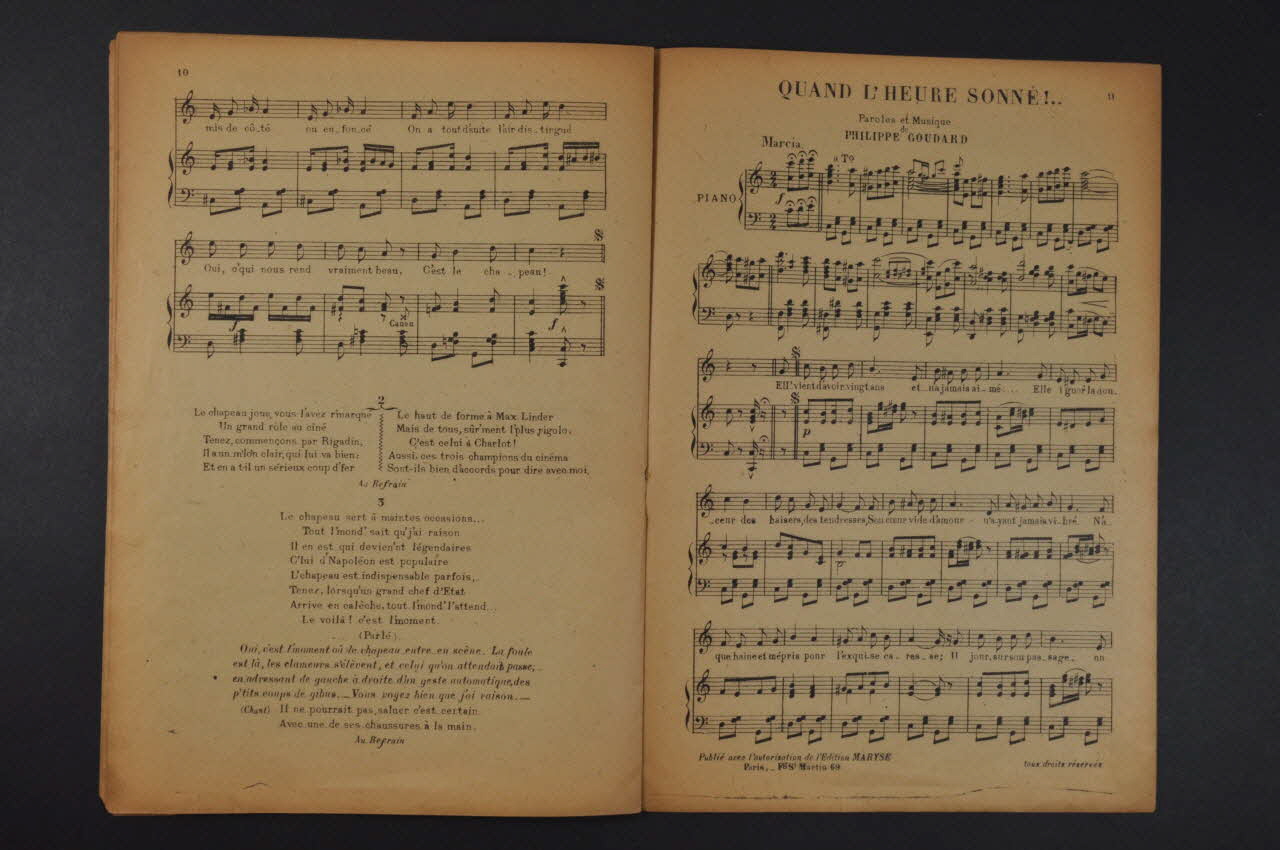 10
mis de cô_té ou en_fon_cé On a tout d'suite l'air dis_tingué
Oui, c'qui nous rend vraiment beau, C'est le cha_peau!
f
Canon
f
2
Le chapeau joue, vous l'avez r'marqué
Un grand rôle au ciné
Tenez, commençons par Rigadin,
Il a un m'lon clair, qui lui va bien:
Et en a t'il un sérieux coup d'fer
Le haut de forme à Max Linder
Mais de tous, sûr'ment l'plus rigolo,
C'est celui à Charlot!
Aussi, ces trois champions du cinéma
Sont-ils bien d'accords pour dire avec moi,
Au Refrain
3
Le chapeau sert à maintes occasions...
Tout l'mond' sait qu'j'ai raison
Il en est qui devien'nt légendaires
C'lui d'Napoléon est populaire
L'chapeau est indispensable parfois,
Tenez, lorsqu'un grand chef d'Etat
Arrive en calèche, tout l'mond' l'attend...
Le voilà! c'est l'moment.
(Parlé)
Oui, c'est l'moment où le chapeau entre en scène. La foule
est là, les clameurs s'élèvent, et celui qu'on attendait passe,
en adressant de gauche à droite d'un geste automatique, des
p'tits coups de gibus. _ Vous voyez bien que j'ai raison. _
(Chant) Il ne pourrait pas, saluer c'est certain
Avec une de ses chaussures à la main.
Au Refrain
QUAND L'HEURE SONNE!..
11
Paroles et Musique
de
PHILIPPE GOUDARD
Marcia.
a Tº
PIANO
f
Ell' vient d'avoir vingt ans et n'a jamais ai_mé.... Elle i_gnor' la dou_
p
_ceur des baisers, des tendresses, Son cœur vide d'amour n'a_yant jamais vi_bré. N'a
que haine et mépris pour l'exqui_se ca_res_se; Il jour, sur son pas_sage, un
Publié avec l'autorisation de l'Edition MARYSE
Paris, _ Fg St Martin 69
tous droits réservés